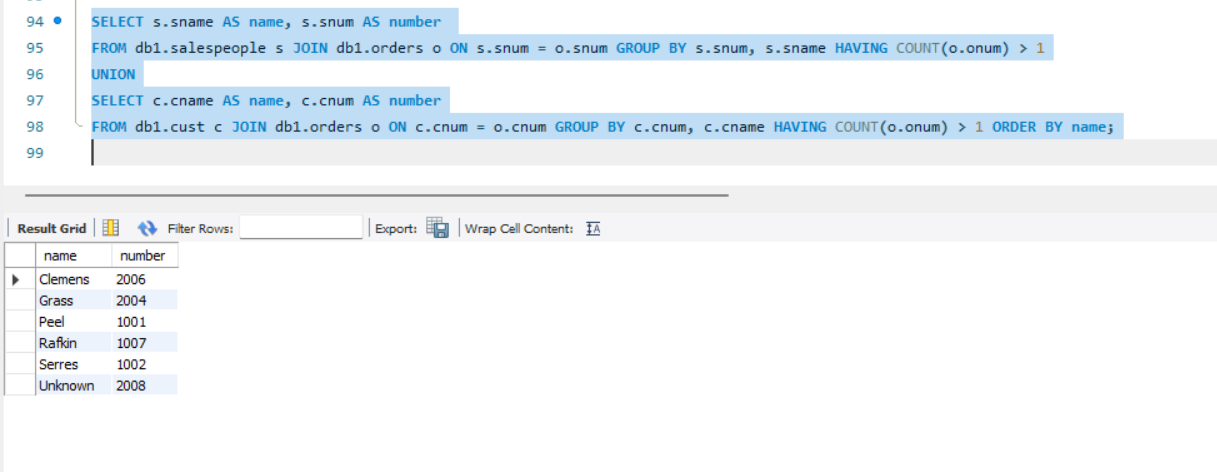 94 SELECT s.sname AS name, s.snum AS number
95 FROM db1.salespeople s JOIN db1.orders o ON s.snum = o.snum GROUP BY s.snum, s.sname HAVING COUNT(o.onum) > 1
96 UNION
97 SELECT c.cname AS name, c.cnum AS number
98 FROM db1.cust c JOIN db1.orders o ON c.cnum = o.cnum GROUP BY c.cnum, c.cname HAVING COUNT(o.onum) > 1 ORDER BY name;
99
Result Grid Filter Rows: Export: Wrap Cell Content:
name number
Clemens 2006
Grass 2004
Peel 1001
Rafkin 1007
Serres 1002
Unknown 2008